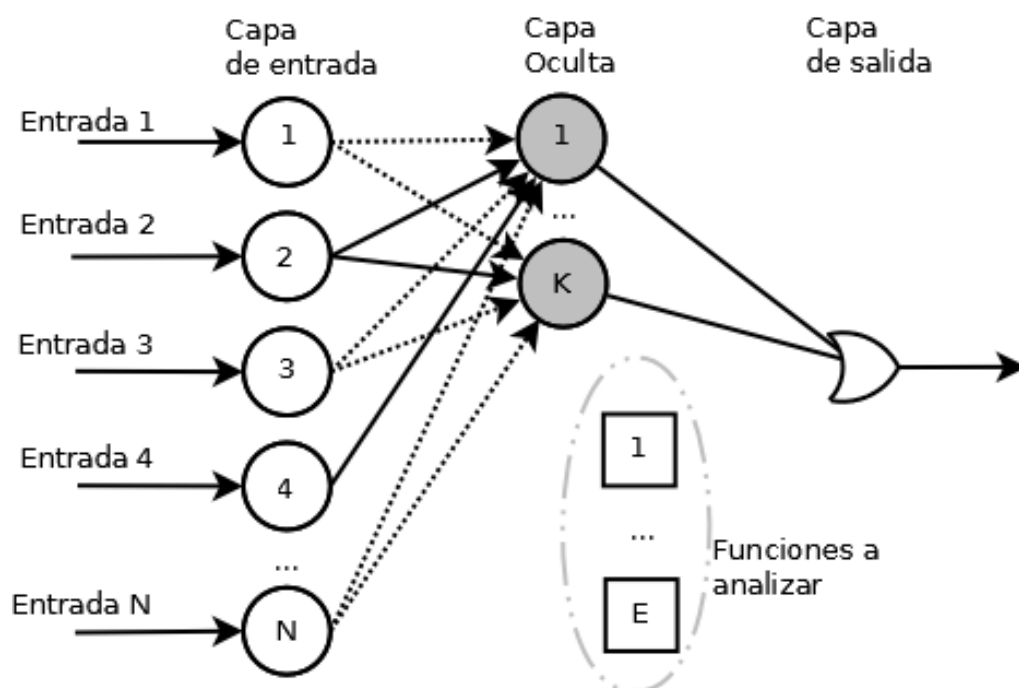 Capa
de entrada
Capa
Oculta
Capa
de salida
Entrada 1
1
1
Entrada 2
2
...
K
Entrada 3
3
Entrada 4
4
1
...
...
Funciones a
analizar
Entrada N
N
E